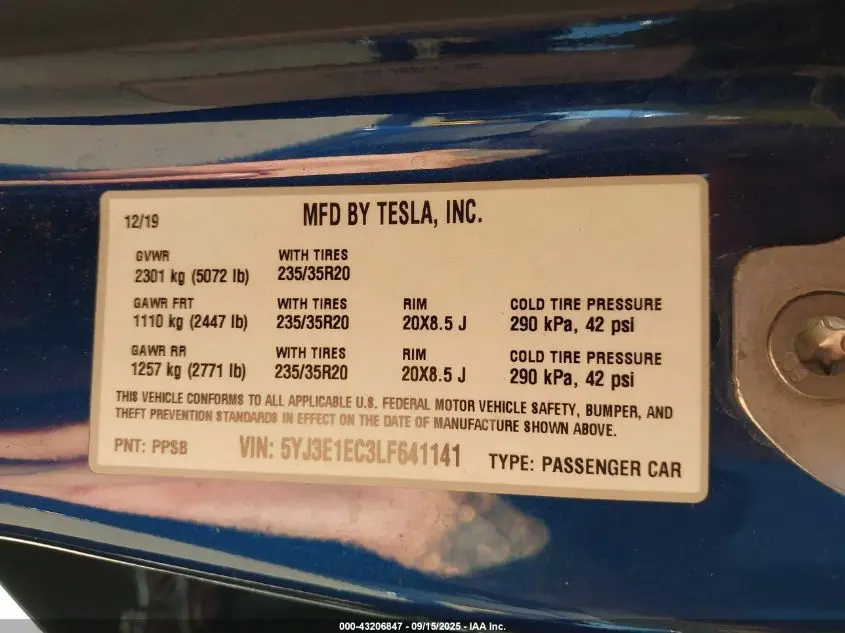 MFD BY TESLA, INC.
12/19
GVWR WITH TIRES
2301 kg (5072 lb) 235/35R20
GAWR FRT WITH TIRES RIM COLD TIRE PRESSURE
1110 kg (2447 lb) 235/35R20 20X8.5 J 290 kPa, 42 psi
GAWR RR WITH TIRES RIM COLD TIRE PRESSURE
1257 kg (2771 lb) 235/35R20 20X8.5 J 290 kPa, 42 psi
THIS VEHICLE CONFORMS TO ALL APPLICABLE U.S. FEDERAL MOTOR VEHICLE SAFETY, BUMPER, AND
THEFT PREVENTION STANDARDS IN EFFECT ON THE DATE OF MANUFACTURE SHOWN ABOVE.
PNT: PPSB VIN: 5YJ3E1EC3LF641141 TYPE: PASSENGER CAR
000-43206847 - 09/15/2025 - IAA Inc.